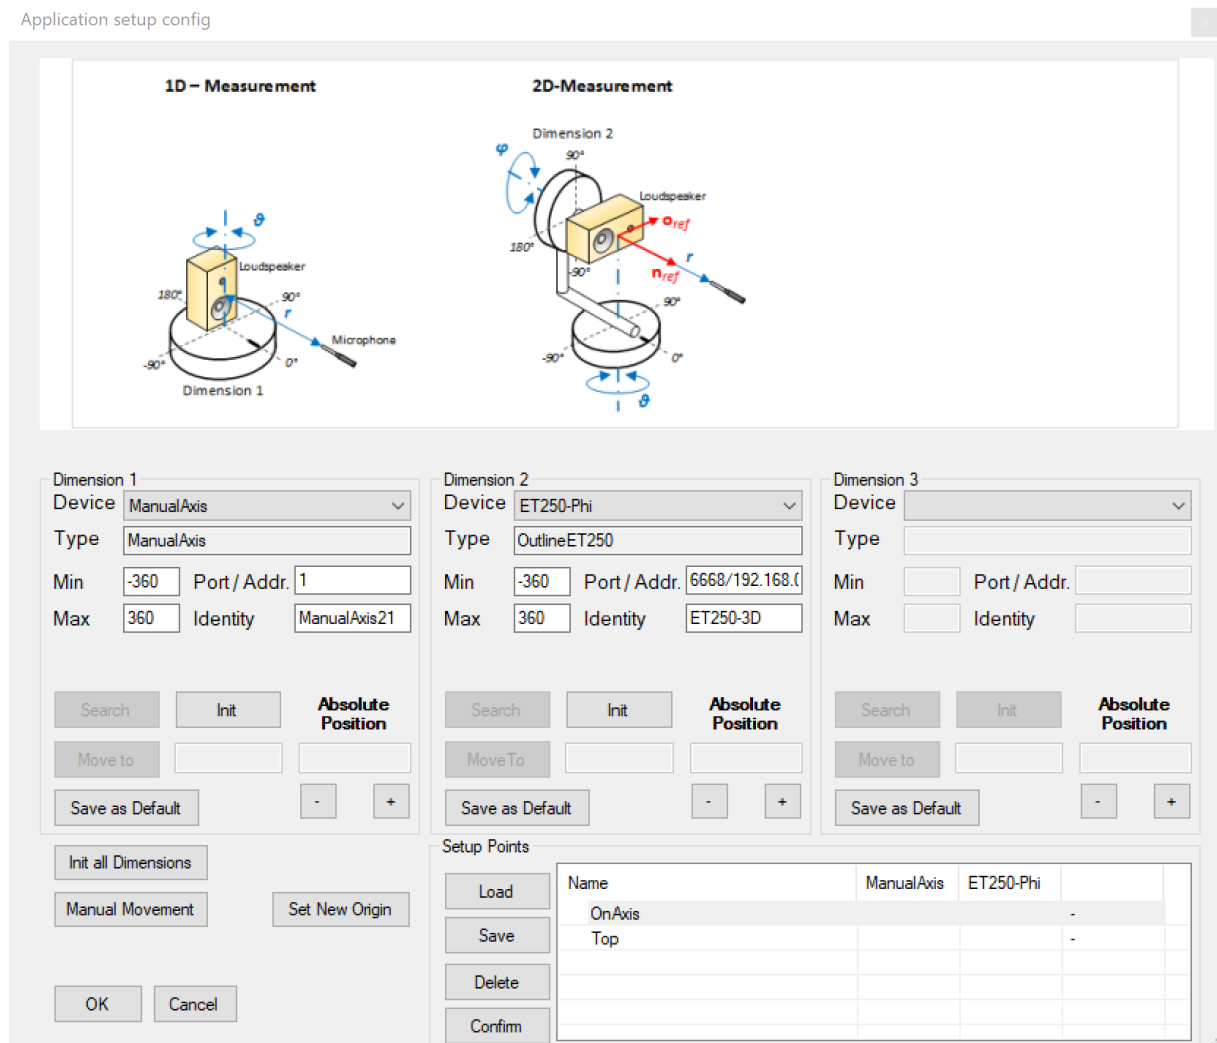 Application setup config
1D – Measurement
2D-Measurement
Dimension 2
φ
90°
ϑ
Loudspeaker
Loudspeaker
oref
180°
nref
r
180°
90°
-90°
r
90°
Microphone
-90°
0°
-90°
0°
Dimension 1
ϑ
Dimension 1
Device ManualAxis
Type ManualAxis
Min -360 Port / Addr. 1
Max 360 Identity ManualAxis21
Search Init Absolute Position
Move to
Save as Default - +
Dimension 2
Device ET250-Phi
Type OutlineET250
Min -360 Port / Addr. 6668/192.168.
Max 360 Identity ET250-3D
Search Init Absolute Position
MoveTo
Save as Default - +
Dimension 3
Device
Type
Min Port / Addr.
Max Identity
Search Init Absolute Position
Move to
Save as Default - +
Init all Dimensions
Manual Movement Set New Origin
OK Cancel
Setup Points
Load
Save
Delete
Confirm
Name ManualAxis ET250-Phi
OnAxis -
Top -